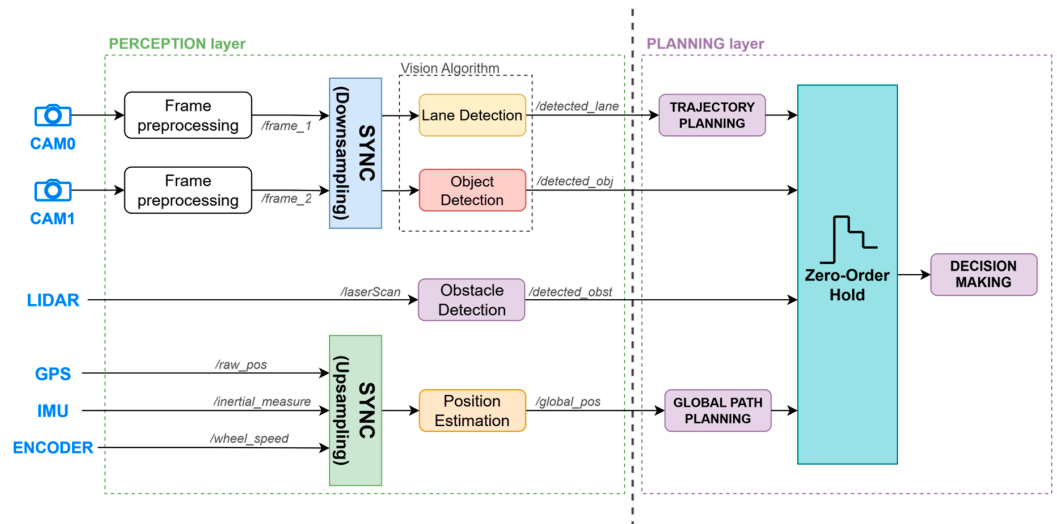 PERCEPTION layer
PLANNING layer
CAM0
Frame
preprocessing
/frame_1
SYNC
(Downsampling)
Vision Algorithm
Lane Detection
/detected_lane
TRAJECTORY
PLANNING
CAM1
Frame
preprocessing
/frame_2
Object
Detection
/detected_obj
LIDAR
/laserScan
Obstacle
Detection
/detected_obst
Zero-Order
Hold
DECISION
MAKING
GPS
/raw_pos
IMU
/inertial_measure
ENCODER
/wheel_speed
SYNC
(Upsampling)
Position
Estimation
/global_pos
GLOBAL PATH
PLANNING